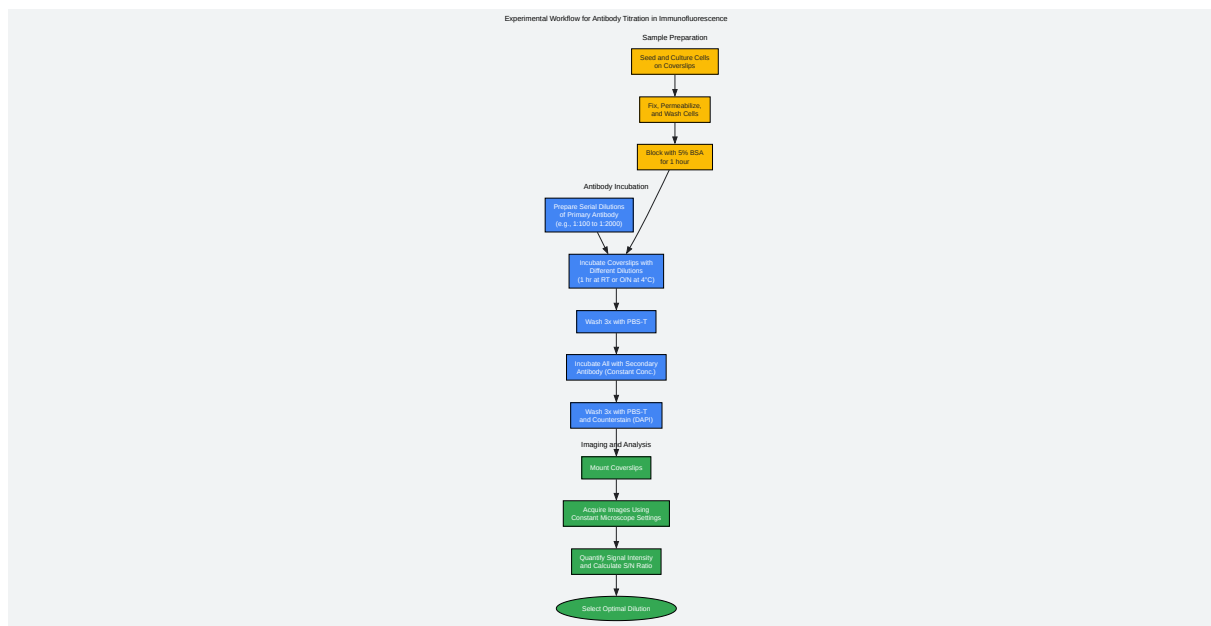 Experimental Workflow for Antibody Titration in Immunofluorescence
Sample Preparation
Seed and Culture Cells
on Coverslips
Fix, Permeabilize,
and Wash Cells
Block with 5% BSA
for 1 hour
Antibody Incubation
Prepare Serial Dilutions
of Primary Antibody
(e.g., 1:100 to 1:2000)
Incubate Coverslips with
Different Dilutions
(1 hr at RT or O/N at 4°C)
Wash 3x with PBS-T
Incubate All with Secondary
Antibody (Constant Conc.)
Wash 3x with PBS-T
and Counterstain (DAPI)
Imaging and Analysis
Mount Coverslips
Acquire Images Using
Constant Microscope Settings
Quantify Signal Intensity
and Calculate S/N Ratio
Select Optimal Dilution